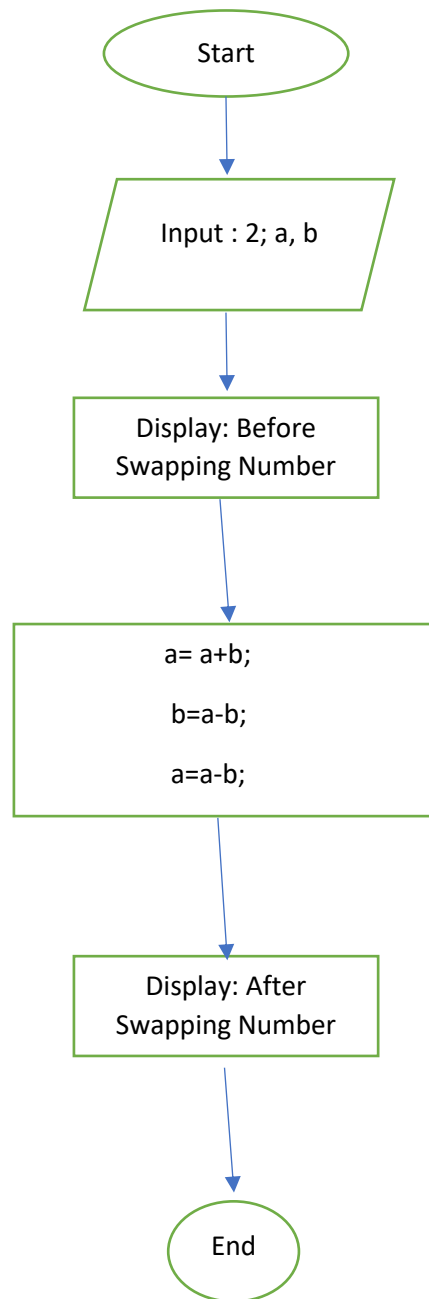 Start
Input : 2; a, b
Display: Before
Swapping Number
a= a+b;
b=a-b;
a=a-b;
Display: After
Swapping Number
End